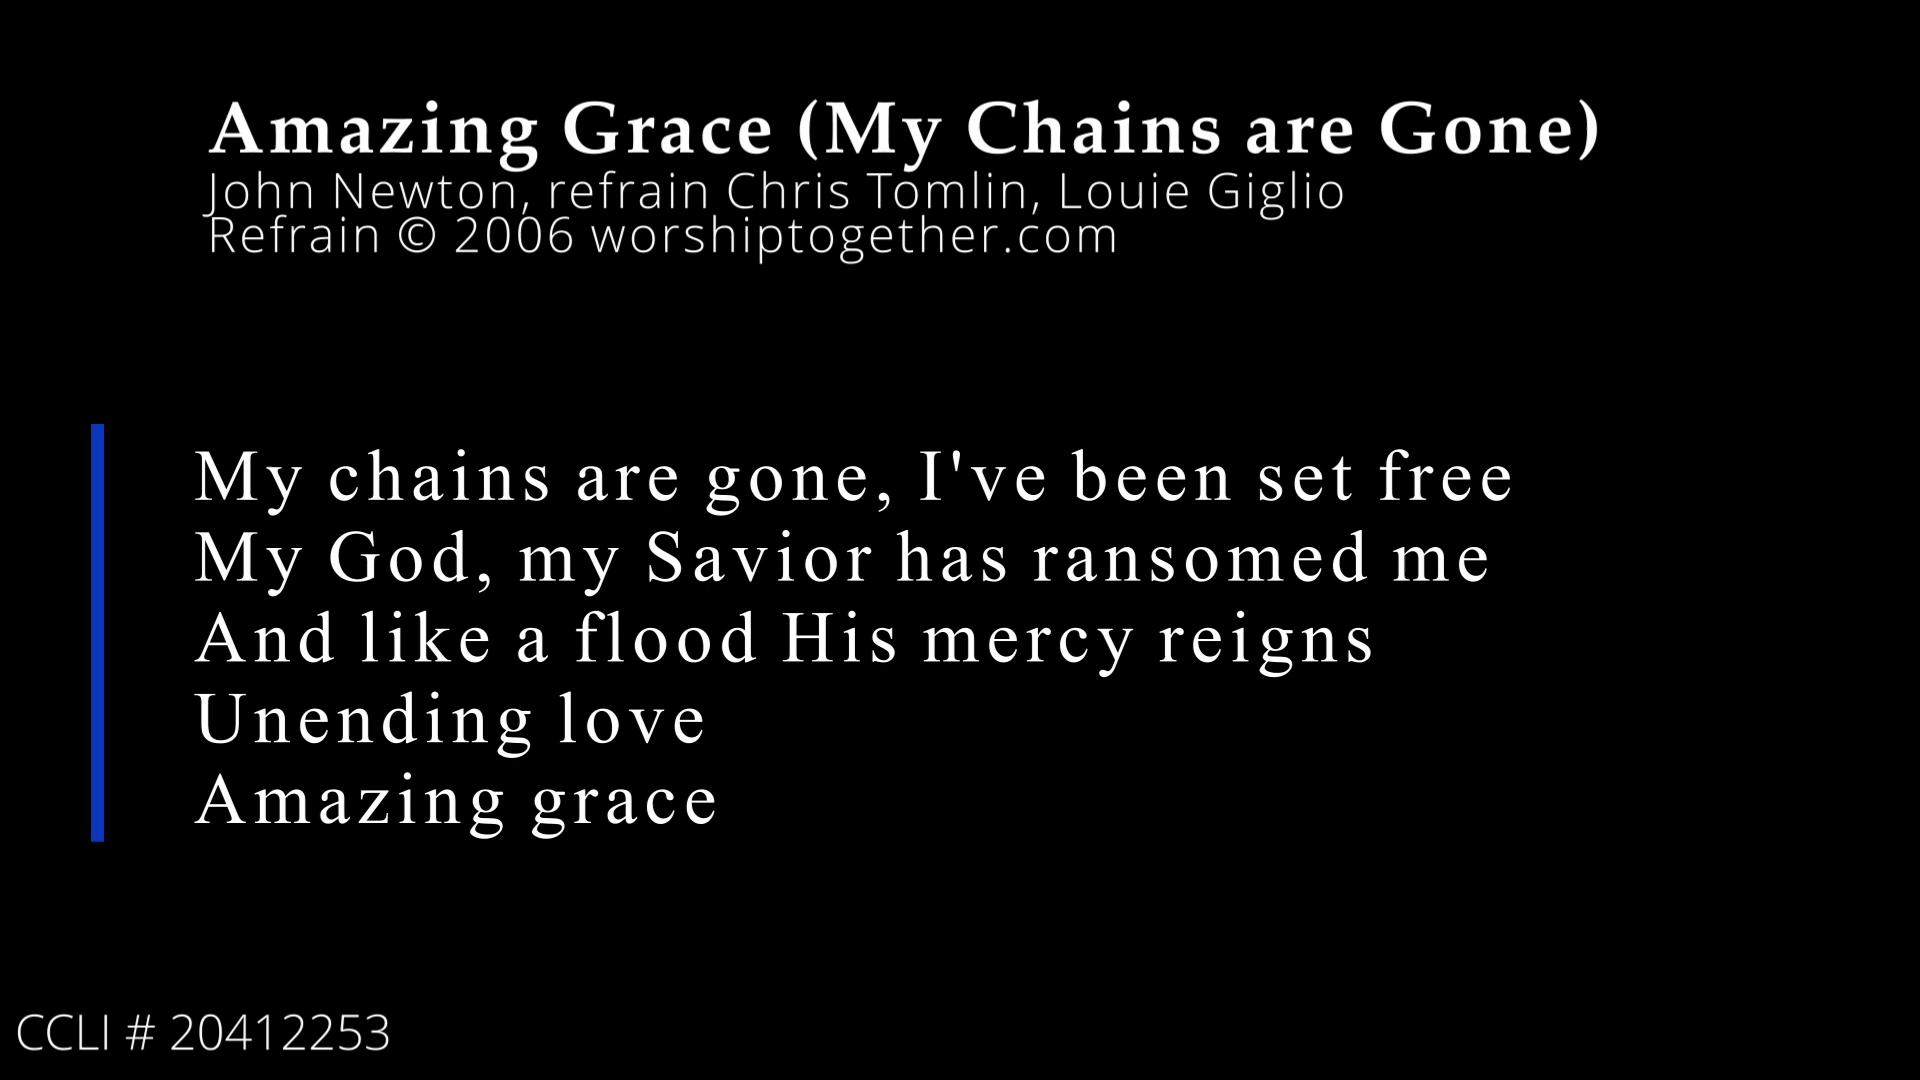 Amazing Grace (My Chains are Gone)
John Newton, refrain Chris Tomlin, Louie Giglio
Refrain © 2006 worshiptogether.com
My chains are gone, I've been set free
My God, my Savior has ransomed me
And like a flood His mercy reigns
Unending love
Amazing grace
CCLI # 20412253